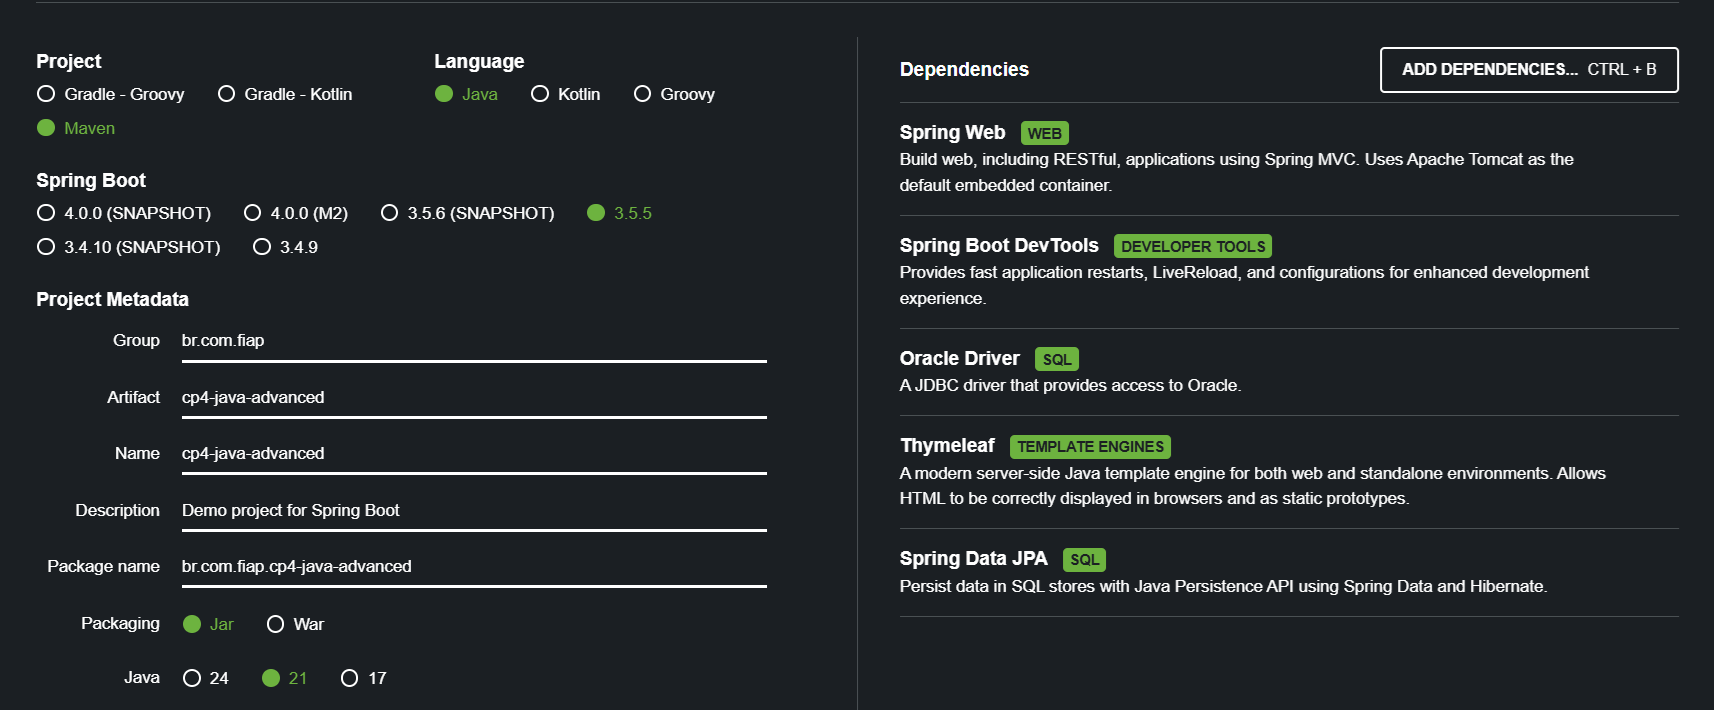 Project
Gradle - Groovy Gradle - Kotlin
Maven
Language
Java Kotlin Groovy
Spring Boot
4.0.0 (SNAPSHOT) 4.0.0 (M2) 3.5.6 (SNAPSHOT) 3.5.5
3.4.10 (SNAPSHOT) 3.4.9
Project Metadata
Group br.com.fiap
Artifact cp4-java-advanced
Name cp4-java-advanced
Description Demo project for Spring Boot
Package name br.com.fiap.cp4-java-advanced
Packaging Jar War
Java 24 21 17
Dependencies ADD DEPENDENCIES... CTRL + B
Spring Web WEB
Build web, including RESTful, applications using Spring MVC. Uses Apache Tomcat as the
default embedded container.
Spring Boot DevTools DEVELOPER TOOLS
Provides fast application restarts, LiveReload, and configurations for enhanced development
experience.
Oracle Driver SQL
A JDBC driver that provides access to Oracle.
Thymeleaf TEMPLATE ENGINES
A modern server-side Java template engine for both web and standalone environments. Allows
HTML to be correctly displayed in browsers and as static prototypes.
Spring Data JPA SQL
Persist data in SQL stores with Java Persistence API using Spring Data and Hibernate.